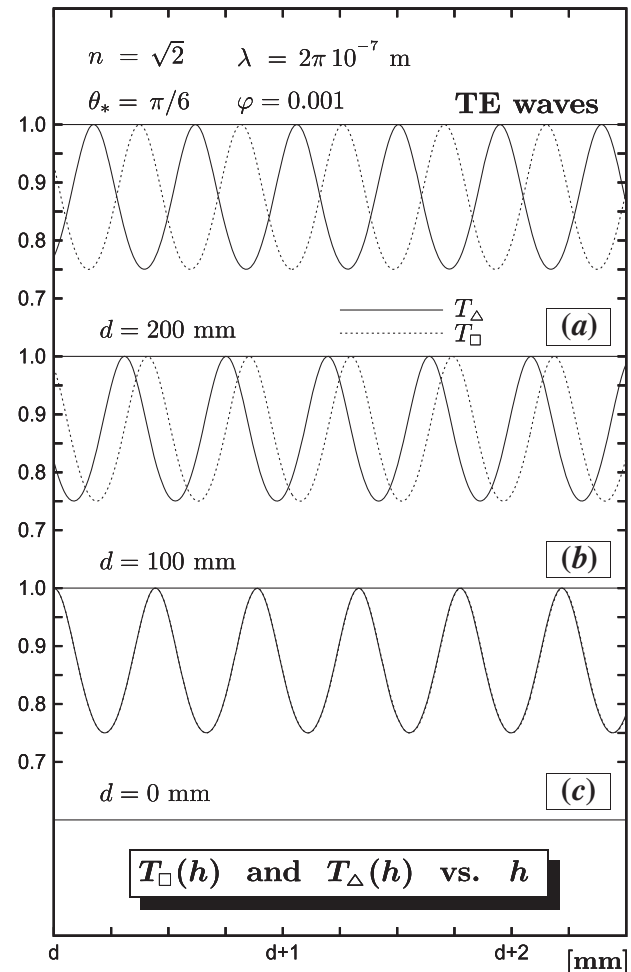 n = √2 λ = 2π 10⁻⁷ m
θ* = π/6 φ = 0.001
TE waves
1.0
0.9
0.8
0.7
T△
T□
d = 200 mm
(a)
1.0
0.9
0.8
0.7
d = 100 mm
(b)
1.0
0.9
0.8
0.7
d = 0 mm
(c)
T□(h) and T△(h) vs. h
d d+1 d+2 [mm]